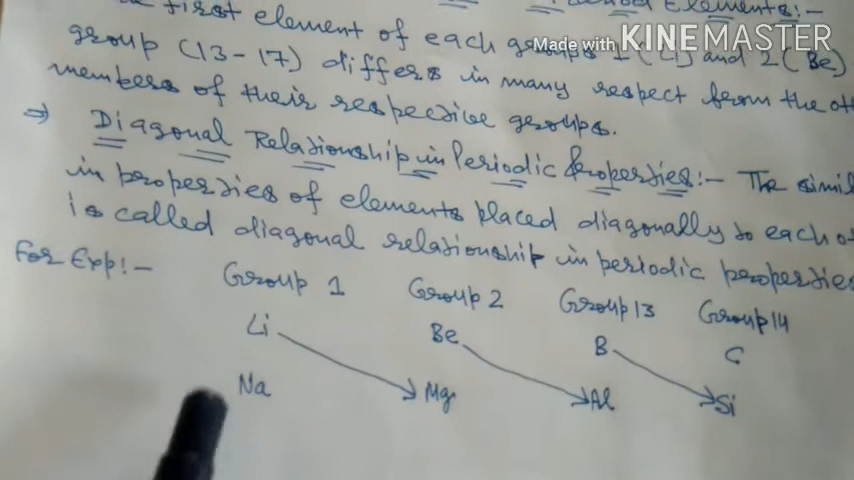 First element of each groups 1 (Li) and 2 (Be)
group (13-17) differs in many respect from the
members of their respective groups.
⇒ Diagonal Relationship in Periodic Properties:- The
in properties of elements placed diagonally to each
is called diagonal relationship in periodic properties
For Exp:-
Group 1 Group 2 Group 13 Group 14
Li Be B C
Na Mg Al Si
Made with KINEMASTER